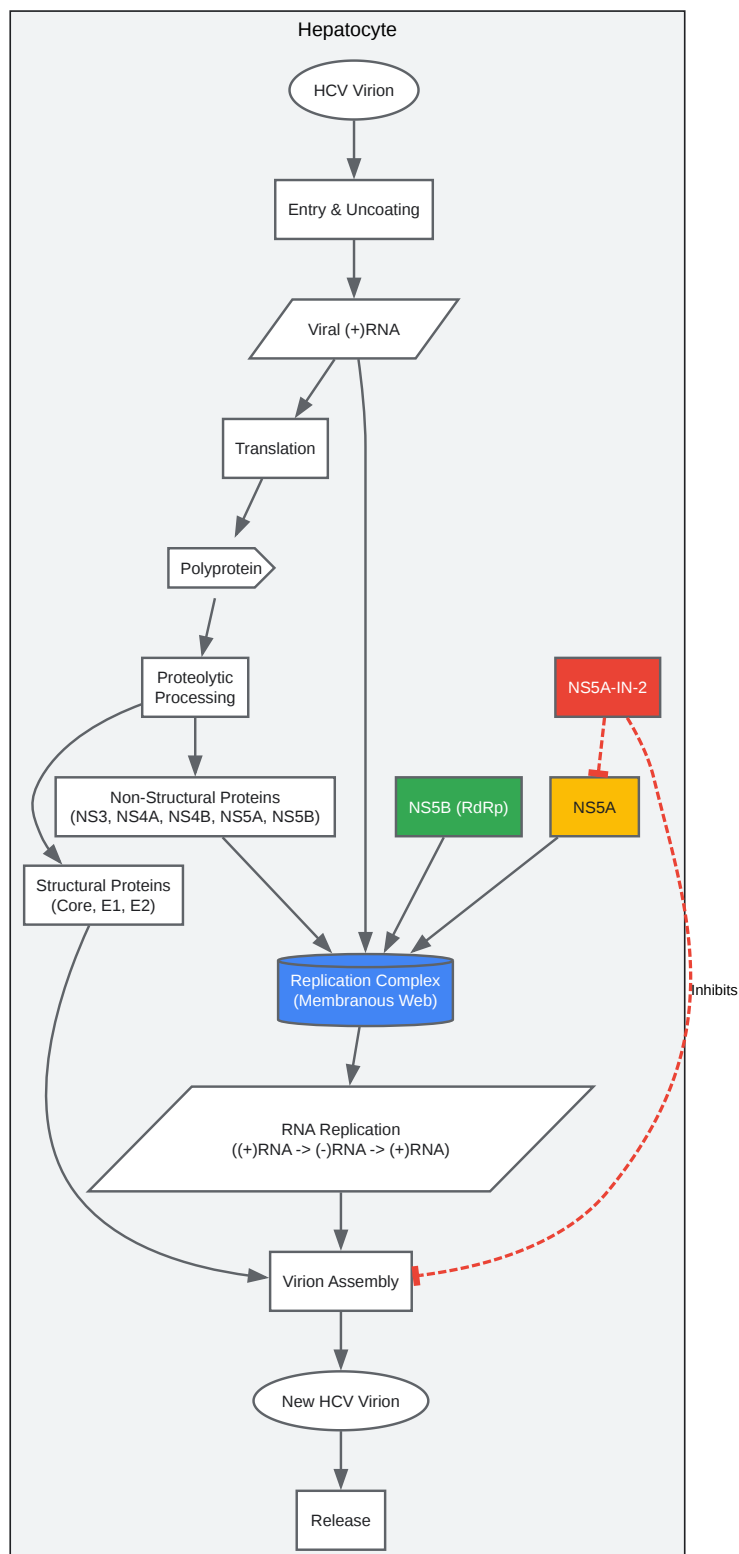 Hepatocyte
HCV Virion
Entry & Uncoating
Viral (+)RNA
Translation
Polyprotein
Proteolytic
Processing
NS5A-IN-2
Non-Structural Proteins
(NS3, NS4A, NS4B, NS5A, NS5B)
NS5B (RdRp)
NS5A
Structural Proteins
(Core, E1, E2)
Replication Complex
(Membranous Web)
Inhibits
RNA Replication
((+)RNA -> (-)RNA -> (+)RNA)
Virion Assembly
New HCV Virion
Release